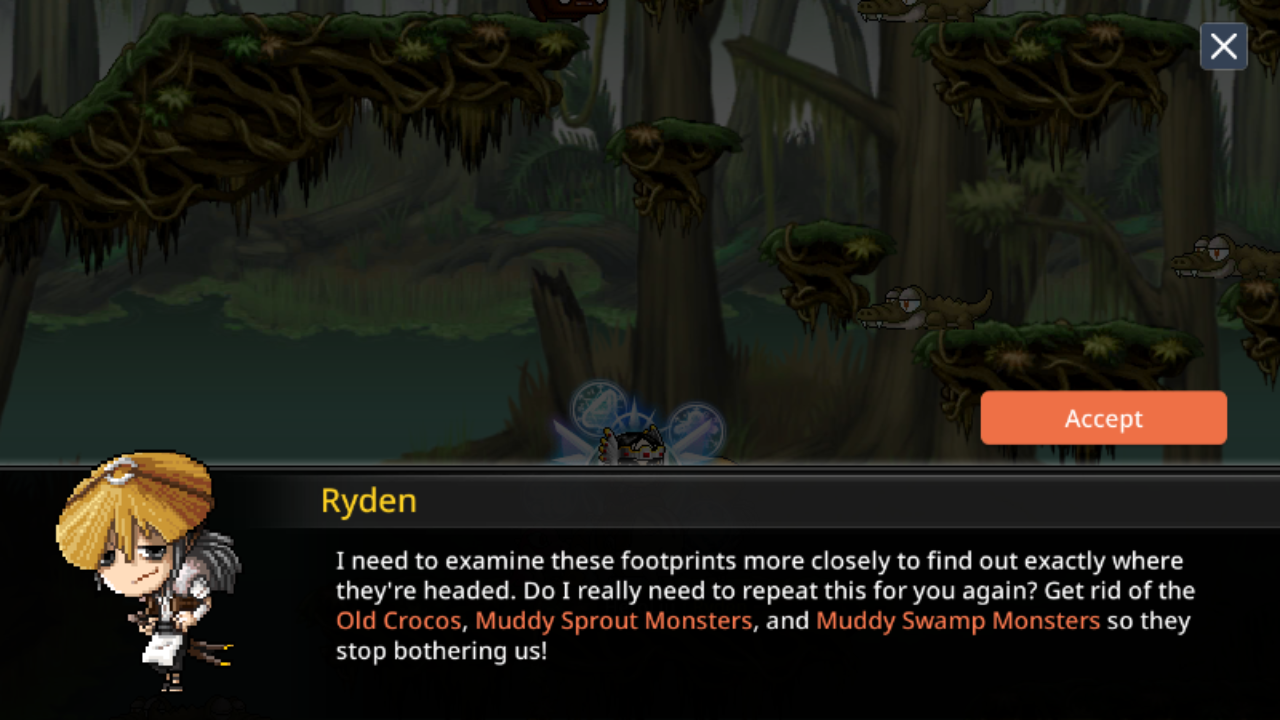 Accept
Ryden
I need to examine these footprints more closely to find out exactly where
they're headed. Do I really need to repeat this for you again? Get rid of the
Old Crocos, Muddy Sprout Monsters, and Muddy Swamp Monsters so they
stop bothering us!